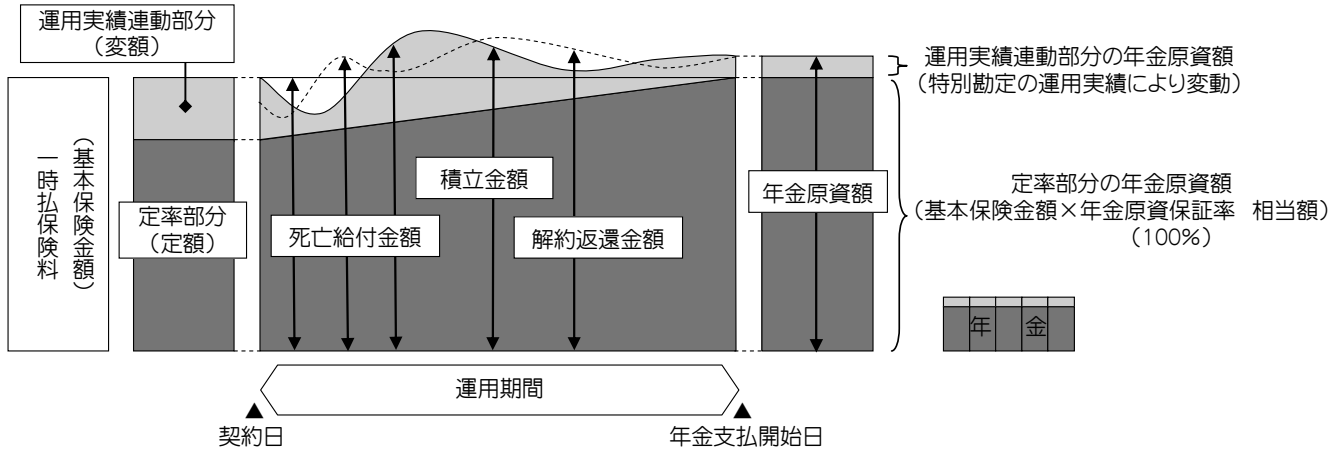 運用実績連動部分
（変額）
一時払保険料
（基本保険金額）
定率部分
（定額）
死亡給付金額
積立金額
解約返還金額
年金原資額
運用実績連動部分の年金原資額
（特別勘定の運用実績により変動）
定率部分の年金原資額
（基本保険金額×年金原資保証率　相当額）
（100%）
年　金
運用期間
契約日
年金支払開始日